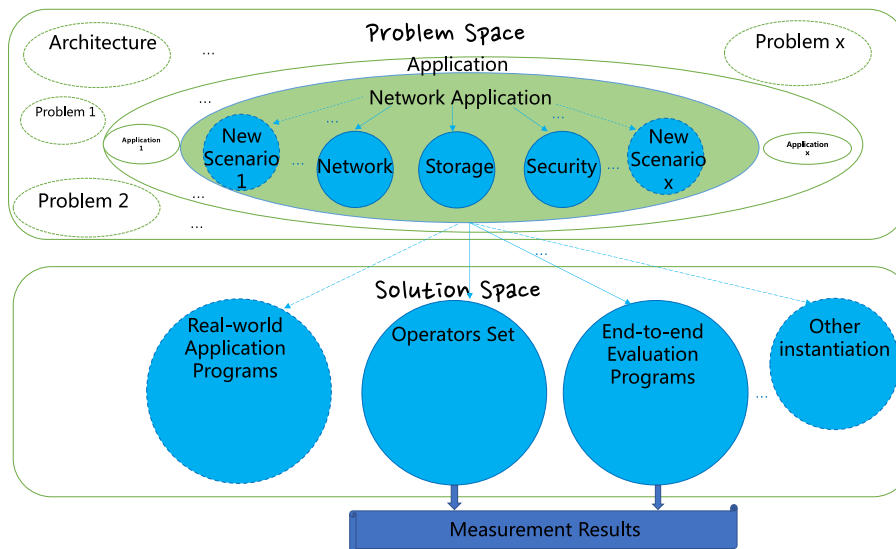 Problem Space
Architecture
...
Problem x
Application
...
...
Network Application
Problem 1
Application
1
New
Scenario
1
...
...
Network
Storage
Security
...
...
New
Scenario
x
Application
x
Problem 2
...
...
...
Solution Space
Real-world
Application
Programs
Operators Set
End-to-end
Evaluation
Programs
...
Other
instantiation
Measurement Results